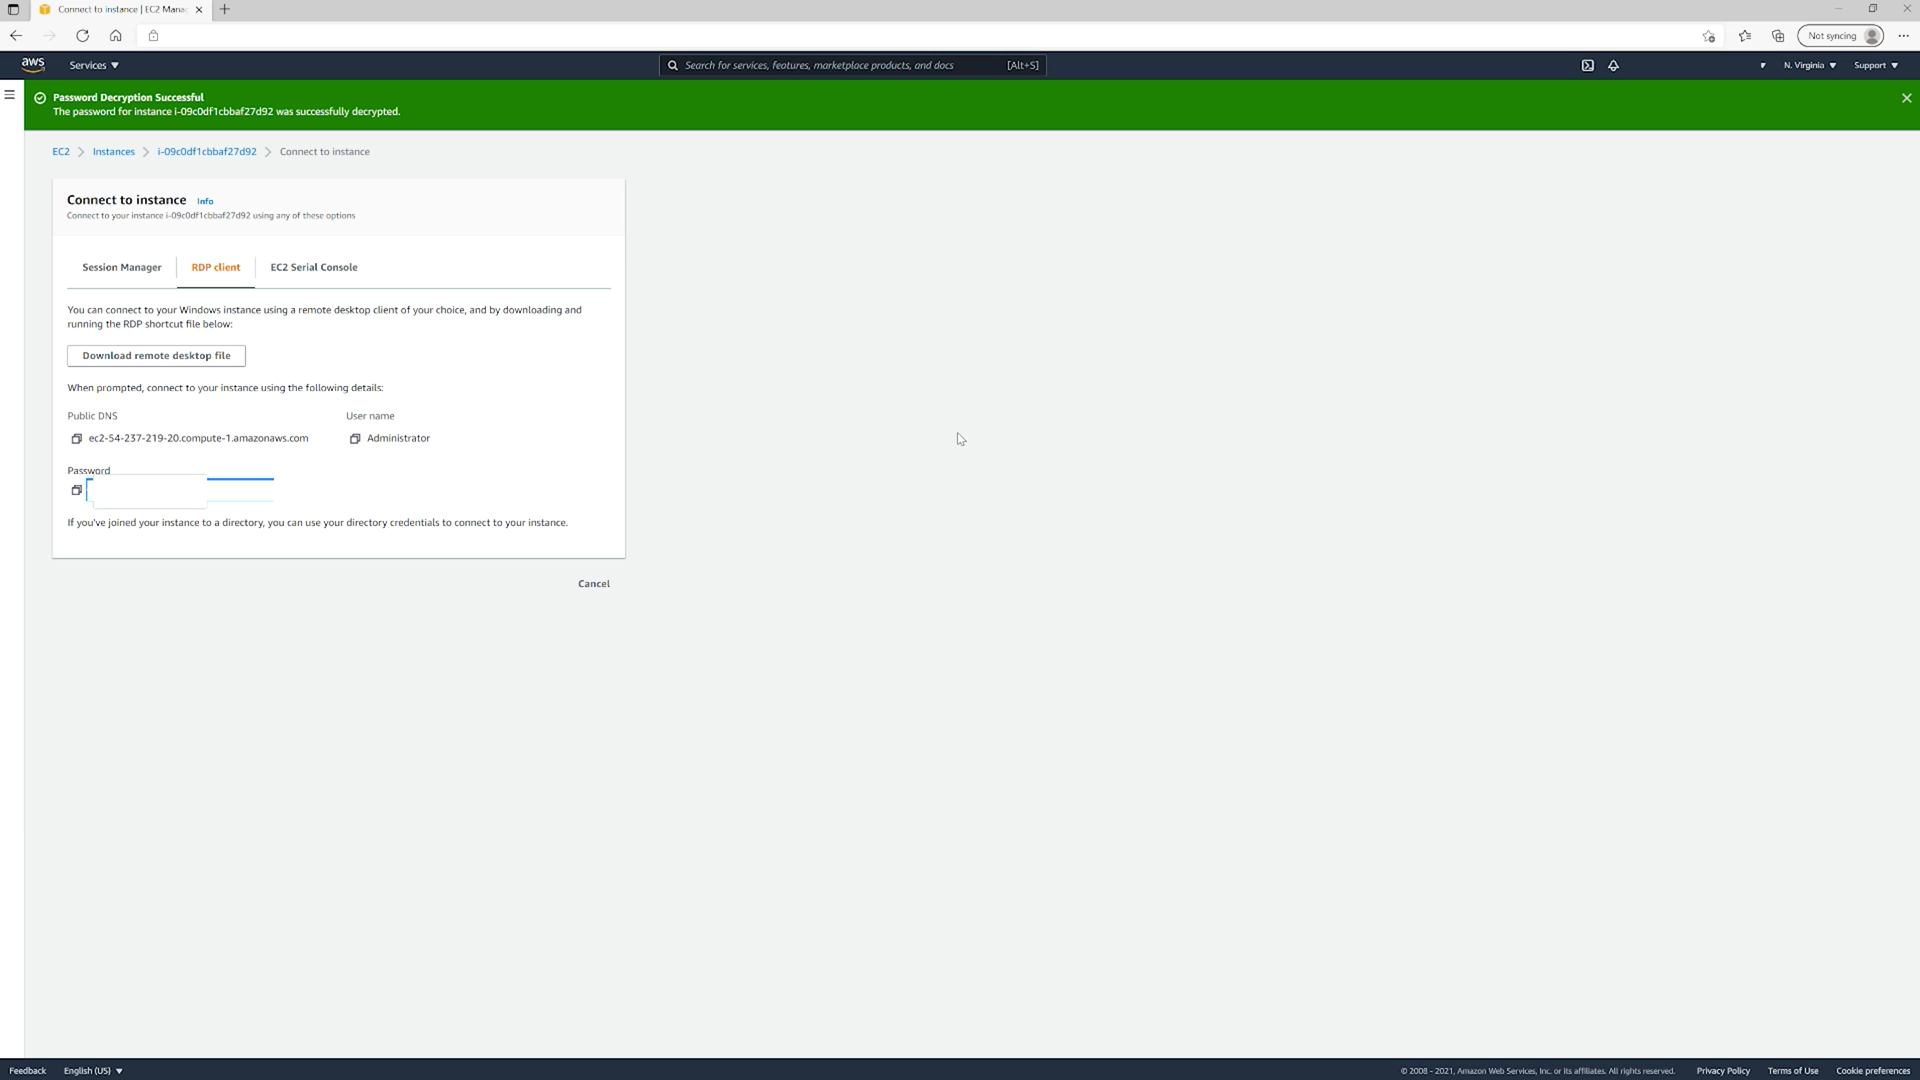 Connect to instance | EC2 Mana
Not syncing
aws
Services
Search for services, features, marketplace products, and docs
[Alt+S]
N. Virginia
Support
Password Decryption Successful
The password for instance i-09c0df1cbbaf27d92 was successfully decrypted.
EC2
Instances
i-09c0df1cbbaf27d92
Connect to instance
Connect to instance Info
Connect to your instance i-09c0df1cbbaf27d92 using any of these options
Session Manager
RDP client
EC2 Serial Console
You can connect to your Windows instance using a remote desktop client of your choice, and by downloading and
running the RDP shortcut file below:
Download remote desktop file
When prompted, connect to your instance using the following details:
Public DNS
User name
ec2-54-237-219-20.compute-1.amazonaws.com
Administrator
Password
If you've joined your instance to a directory, you can use your directory credentials to connect to your instance.
Cancel
Feedback
English (US)
© 2008 - 2021, Amazon Web Services, Inc. or its affiliates. All rights reserved.
Privacy Policy
Terms of Use
Cookie preferences